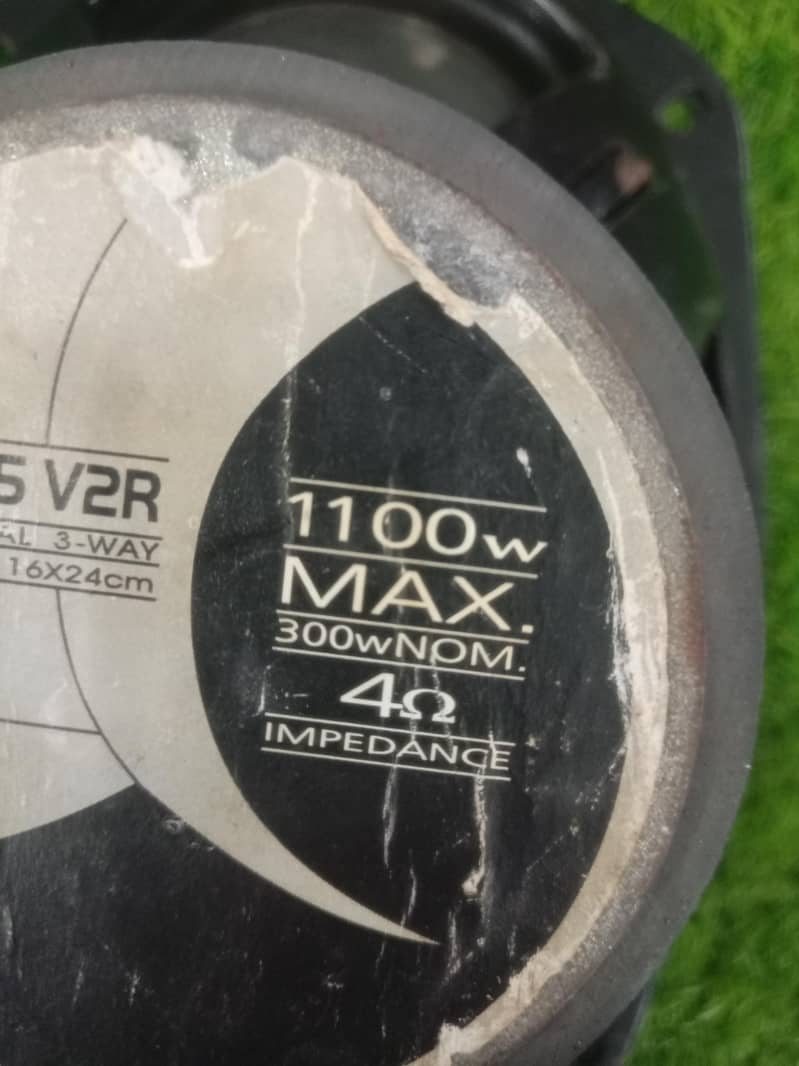 5 V2R
AL 3-WAY
16X24cm
1100w
MAX.
300wNOM.
4Ω
IMPEDANCE